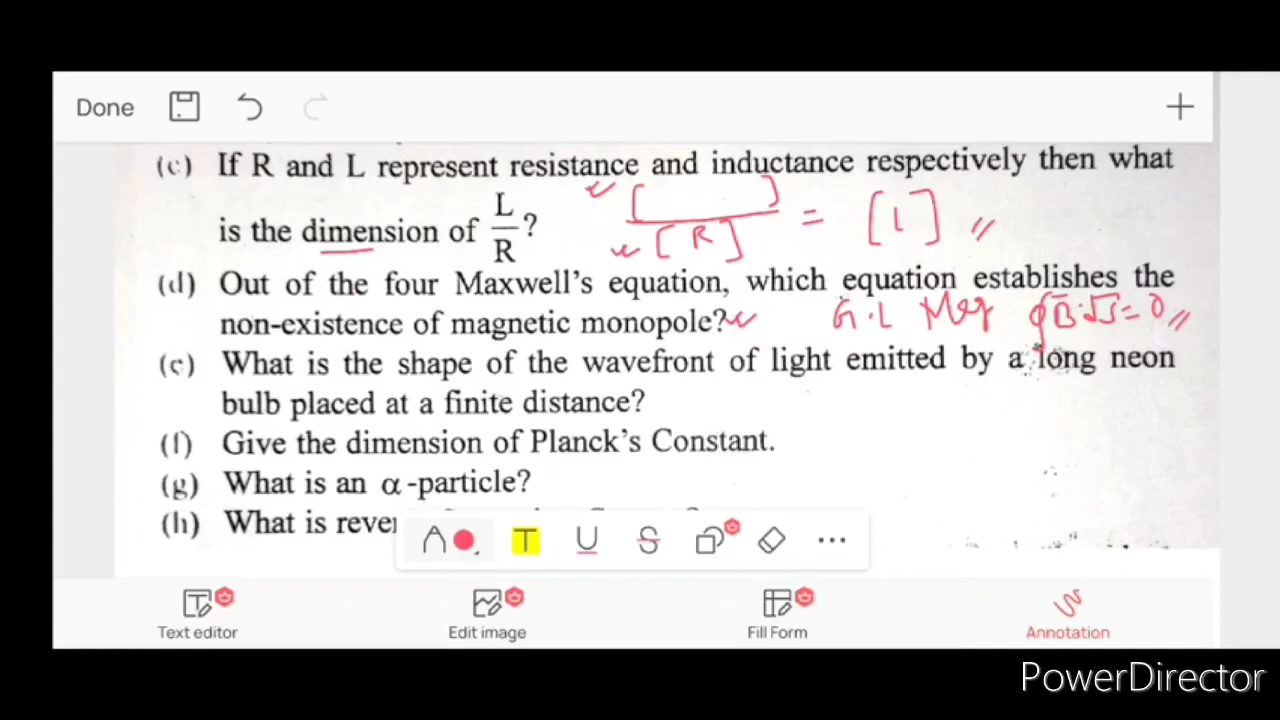 Done
(c) If R and L represent resistance and inductance respectively then what
is the dimension of L/R?
[ ] / [R] = [L]
(d) Out of the four Maxwell's equation, which equation establishes the
non-existence of magnetic monopole?
G.L
(e) What is the shape of the wavefront of light emitted by a long neon
bulb placed at a finite distance?
(f) Give the dimension of Planck's Constant.
(g) What is an α-particle?
(h) What is
T U S
Text editor Edit image Fill Form Annotation
PowerDirector